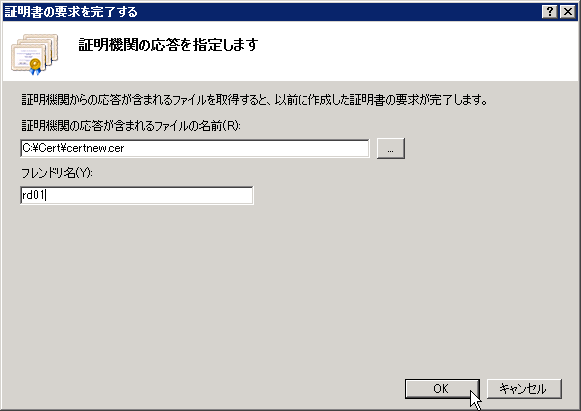 証明書の要求を完了する
証明機関の応答を指定します
証明機関からの応答が含まれるファイルを取得すると、以前に作成した証明書の要求が完了します。
証明機関の応答が含まれるファイルの名前(R):
C:¥Cert¥certnew.cer
...
フレンドリ名(Y):
rd01
OK キャンセル